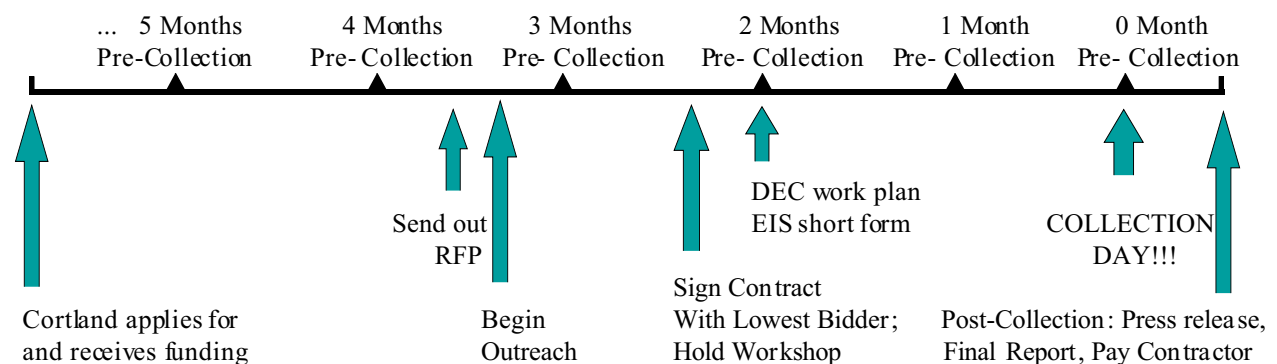 ... 5 Months
Pre-Collection
4 Months
Pre- Collection
3 Months
Pre- Collection
2 Months
Pre- Collection
1 Month
Pre- Collection
0 Month
Pre- Collection
Send out
RFP
DEC work plan
EIS short form
COLLECTION
DAY!!!
Cortland applies for
and receives funding
Begin
Outreach
Sign Contract
With Lowest Bidder;
Hold Workshop
Post-Collection: Press release,
Final Report, Pay Contractor